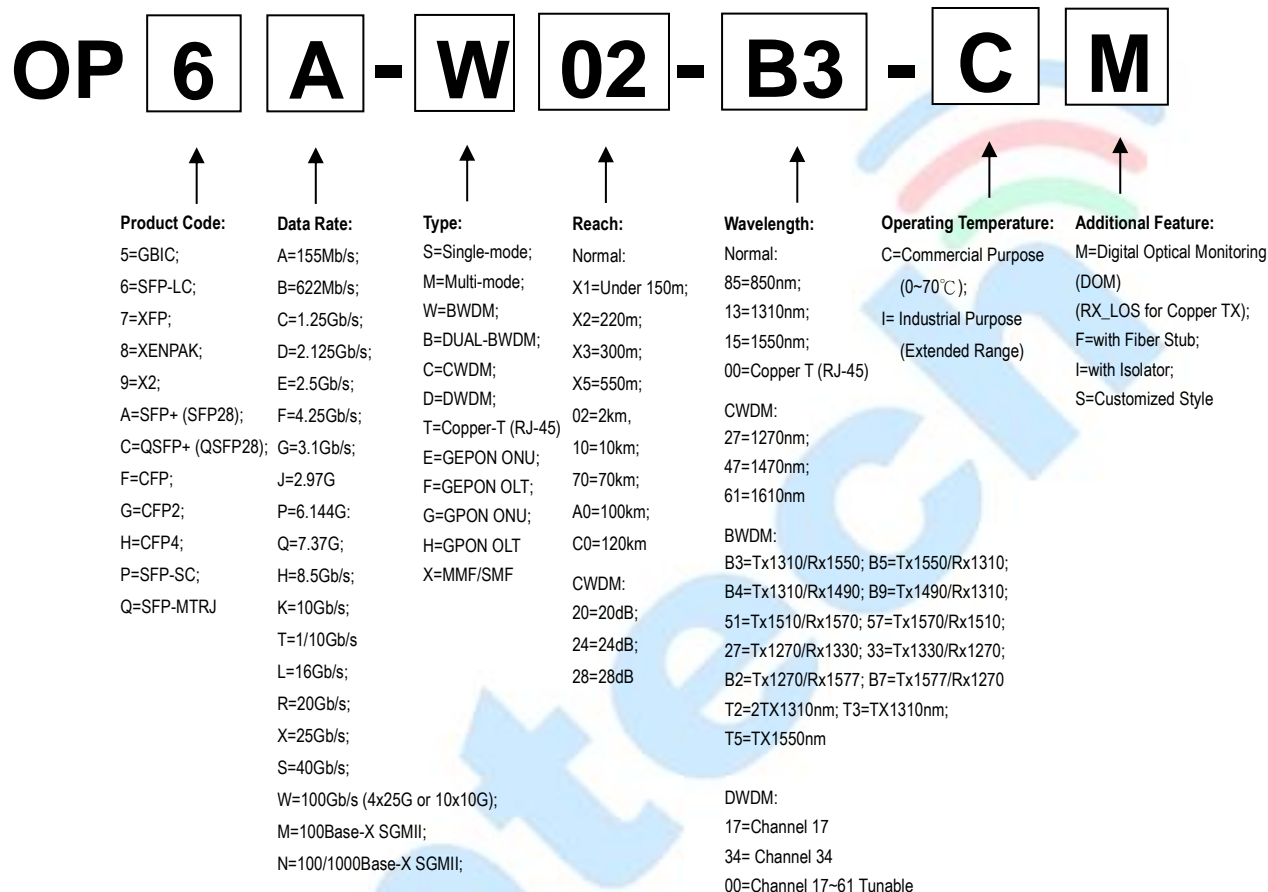 OP 6 A - W 02 - B3 - C M
Product Code:
5=GBIC;
6=SFP-LC;
7=XFP;
8=XENPAK;
9=X2;
A=SFP+ (SFP28);
C=QSFP+ (QSFP28);
F=CFP;
G=CFP2;
H=CFP4;
P=SFP-SC;
Q=SFP-MTRJ
Data Rate:
A=155Mb/s;
B=622Mb/s;
C=1.25Gb/s;
D=2.125Gb/s;
E=2.5Gb/s;
F=4.25Gb/s;
G=3.1Gb/s;
J=2.97G
P=6.144G:
Q=7.37G;
H=8.5Gb/s;
K=10Gb/s;
T=1/10Gb/s
L=16Gb/s;
R=20Gb/s;
X=25Gb/s;
S=40Gb/s;
W=100Gb/s (4x25G or 10x10G);
M=100Base-X SGMII;
N=100/1000Base-X SGMII;
Type:
S=Single-mode;
M=Multi-mode;
W=BWDM;
B=DUAL-BWDM;
C=CWDM;
D=DWDM;
T=Copper-T (RJ-45)
E=GEPON ONU;
F=GEPON OLT;
G=GPON ONU;
H=GPON OLT
X=MMF/SMF
Reach:
Normal:
X1=Under 150m;
X2=220m;
X3=300m;
X5=550m;
02=2km,
10=10km;
70=70km;
A0=100km;
C0=120km
CWDM:
20=20dB;
24=24dB;
28=28dB
Wavelength:
Normal:
85=850nm;
13=1310nm;
15=1550nm;
00=Copper T (RJ-45)
CWDM:
27=1270nm;
47=1470nm;
61=1610nm
BWDM:
B3=Tx1310/Rx1550; B5=Tx1550/Rx1310;
B4=Tx1310/Rx1490; B9=Tx1490/Rx1310;
51=Tx1510/Rx1570; 57=Tx1570/Rx1510;
27=Tx1270/Rx1330; 33=Tx1330/Rx1270;
B2=Tx1270/Rx1577; B7=Tx1577/Rx1270
T2=2TX1310nm; T3=TX1310nm;
T5=TX1550nm
DWDM:
17=Channel 17
34= Channel 34
00=Channel 17~61 Tunable
Operating Temperature:
C=Commercial Purpose
(0~70℃);
I= Industrial Purpose
(Extended Range)
Additional Feature:
M=Digital Optical Monitoring
(DOM)
(RX_LOS for Copper TX);
F=with Fiber Stub;
I=with Isolator;
S=Customized Style
tech